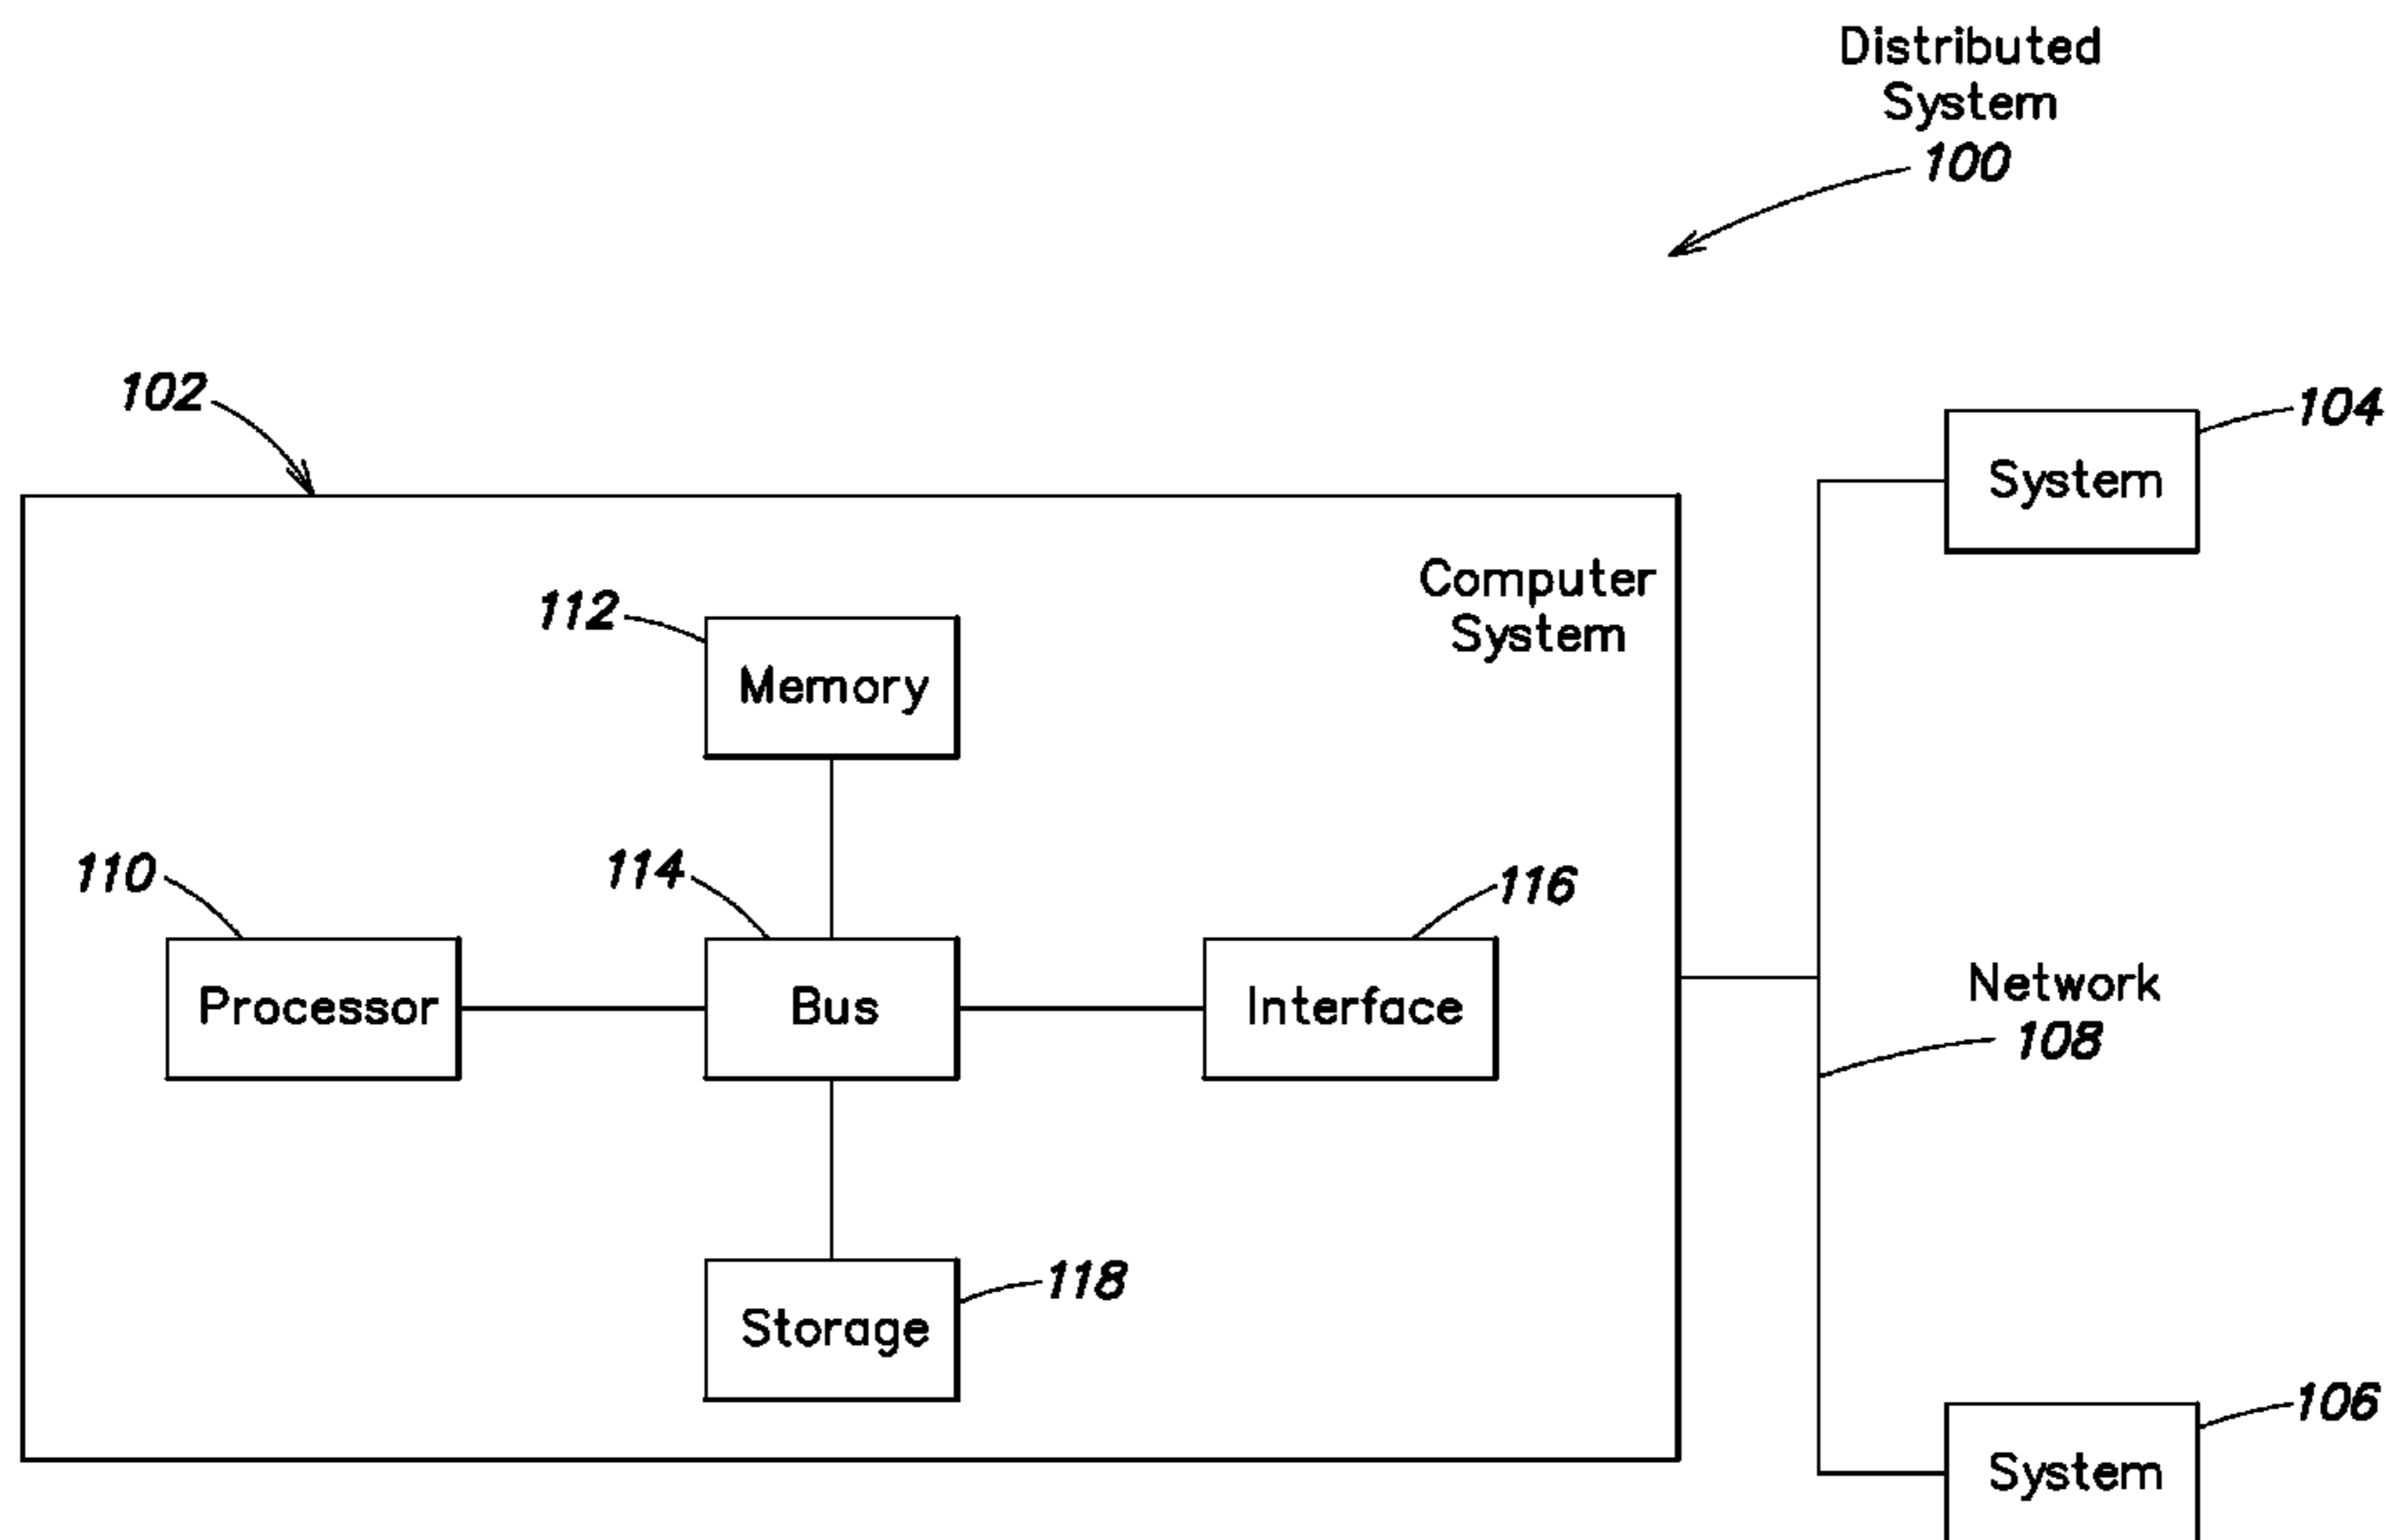 Distributed
System
100
102
104
System
Computer
System
112
Memory
110
114
116
Processor
Bus
Interface
Network
108
118
Storage
106
System